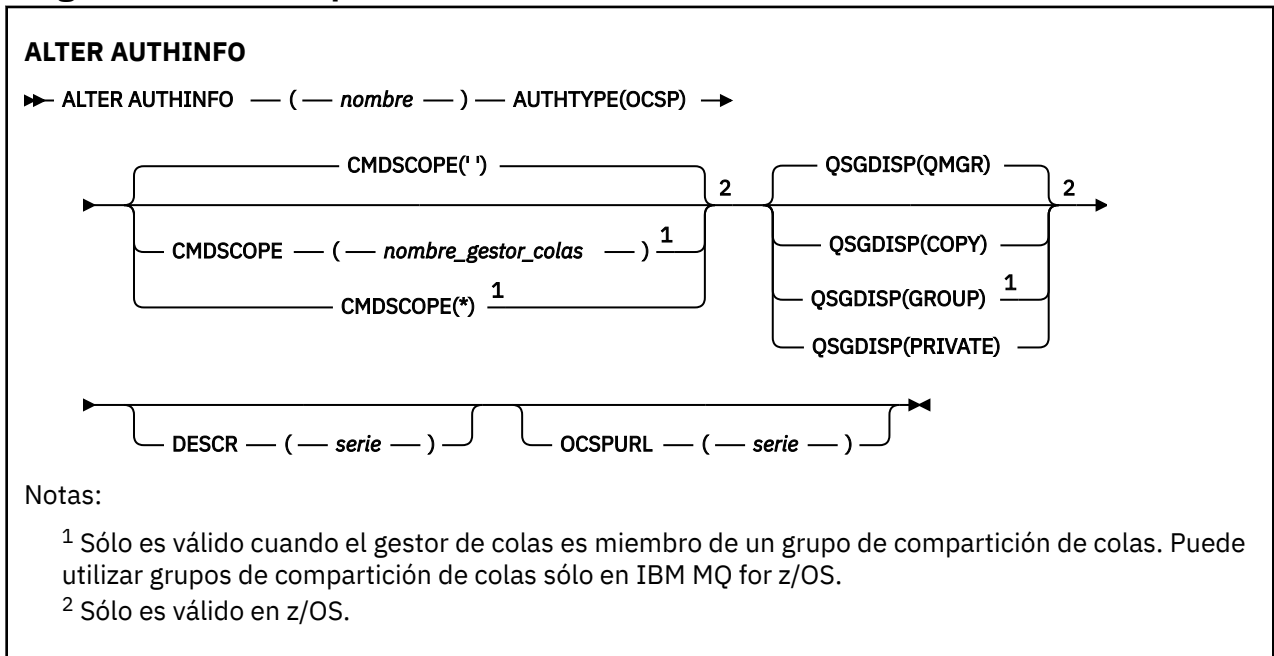 ALTER AUTHINFO
ALTER AUTHINFO ( nombre ) AUTHTYPE(OCSP)
CMDSCOPE(' ') QSGDISP(QMGR)
2 2
CMDSCOPE ( nombre_gestor_colas ) 1 QSGDISP(COPY)
CMDSCOPE(*) 1 QSGDISP(GROUP) 1
QSGDISP(PRIVATE)
DESCR ( serie ) OCSPURL ( serie )
Notas:
1 Sólo es válido cuando el gestor de colas es miembro de un grupo de compartición de colas. Puede
utilizar grupos de compartición de colas sólo en IBM MQ for z/OS.
2 Sólo es válido en z/OS.